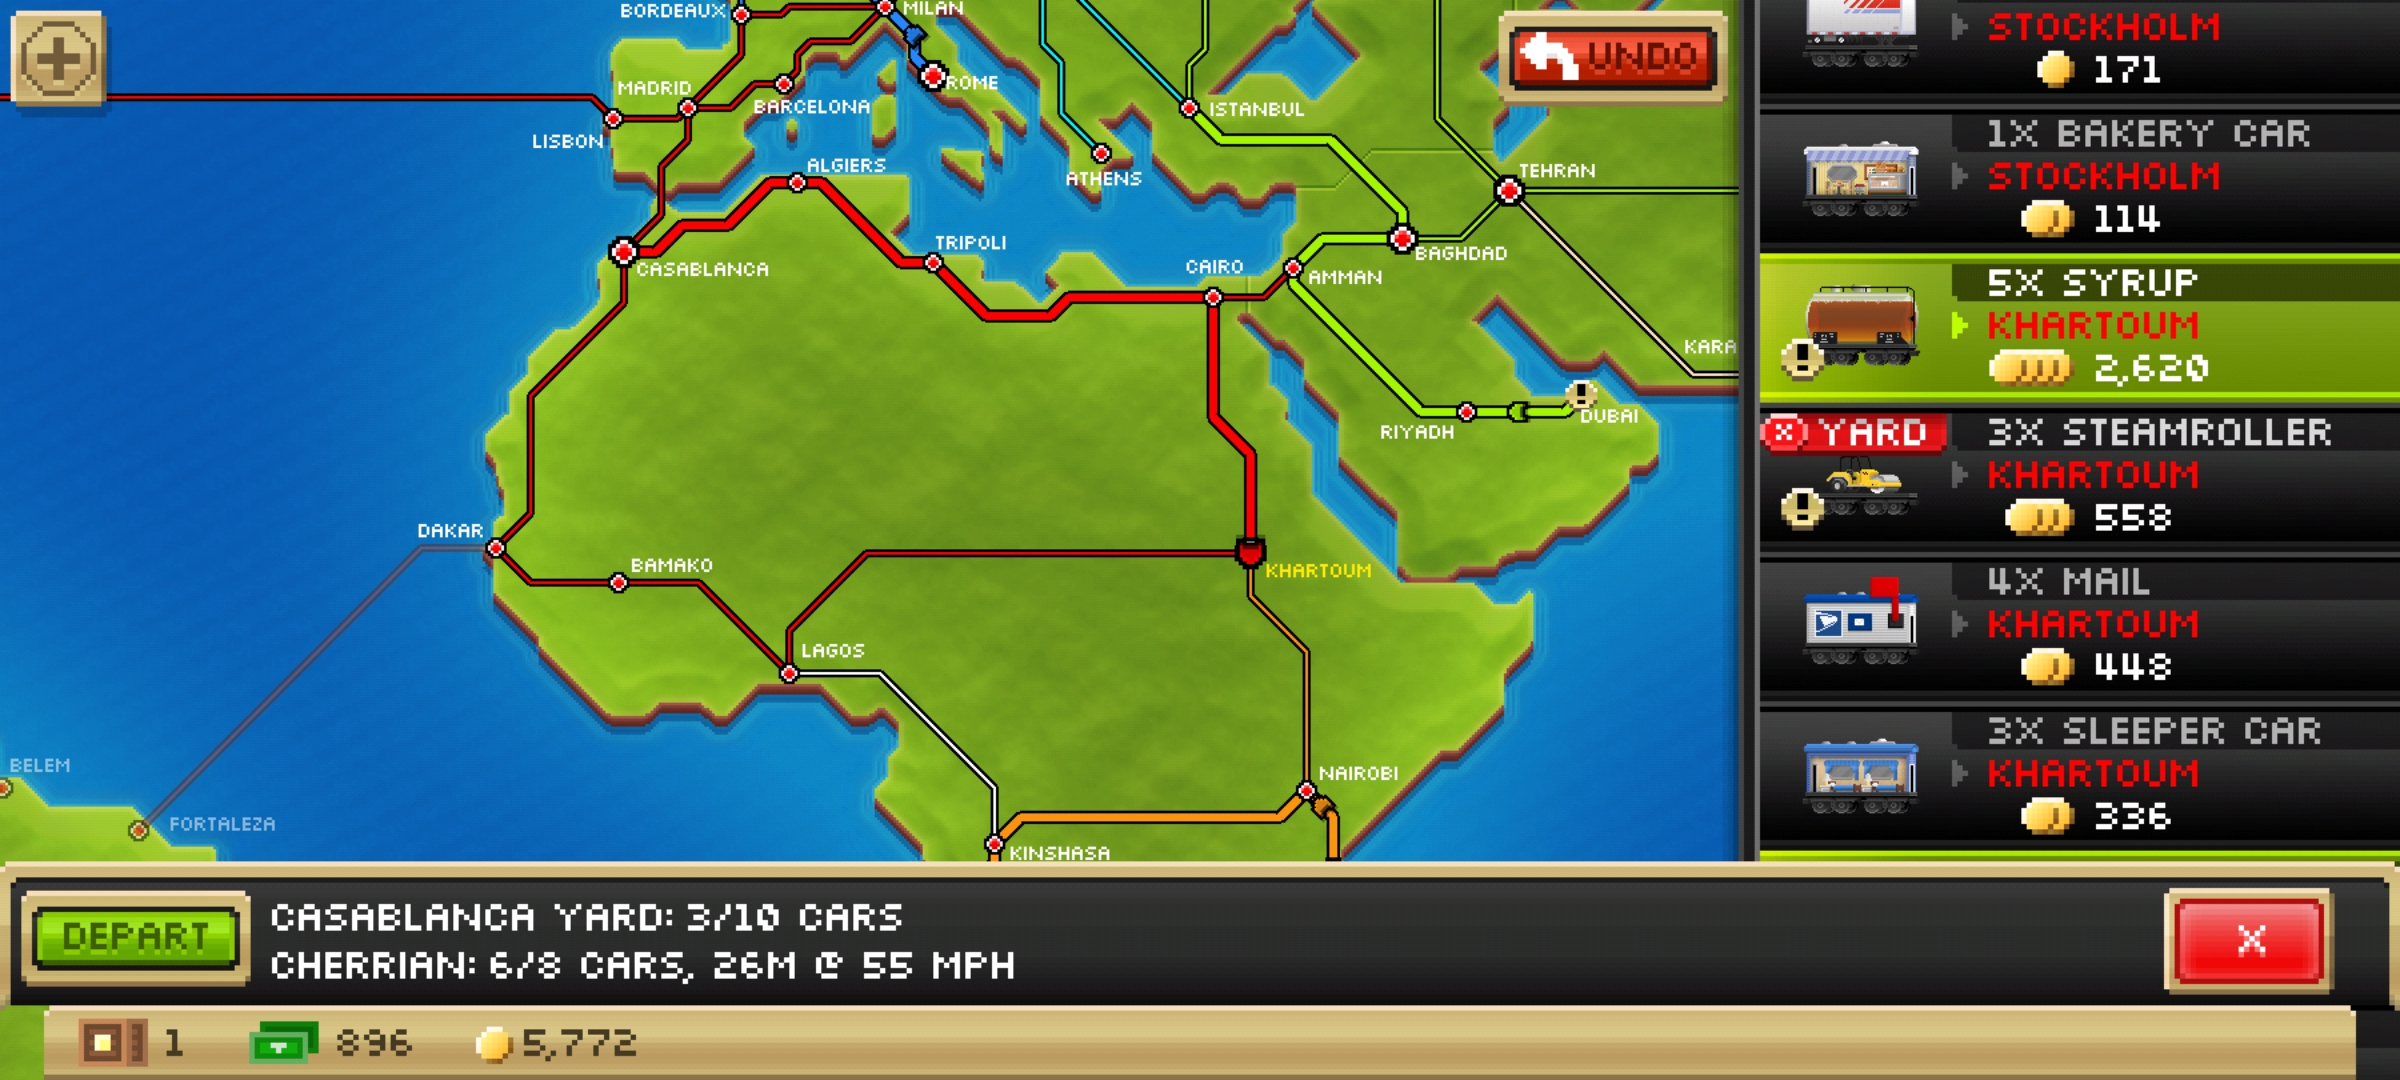 BORDEAUX
MILAN
MADRID
BARCELONA
ROME
LISBON
ALGIERS
ISTANBUL
ATHENS
TEHRAN
TRIPOLI
CASABLANCA
CAIRO
BAGHDAD
AMMAN
KARA
RIYADH
DUBAI
DAKAR
BAMAKO
KHARTOUM
LAGOS
BELEM
FORTALEZA
NAIROBI
KINSHASA
UNDO
STOCKHOLM
171
1X BAKERY CAR
STOCKHOLM
114
5X SYRUP
KHARTOUM
2,620
YARD
3X STEAMROLLER
KHARTOUM
558
4X MAIL
KHARTOUM
448
3X SLEEPER CAR
KHARTOUM
336
DEPART
CASABLANCA YARD: 3/10 CARS
CHERRIAN: 6/8 CARS, 26M @ 55 MPH
X
1
896
5,772